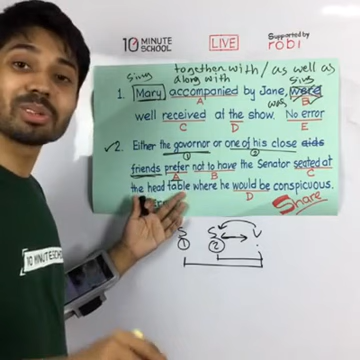 10 MINUTE SCHOOL
LIVE
Supported by
robi
together with / as well as
Sing along with Sing
1. Mary accompanied by Jane, were
A was, B
well received at the show. No error
C D E
✓2. Either the governor or one of his close aids
1 2
friends prefer not to have the Senator seated at
A B C
the head table where he would be conspicuous.
D
Share
S S V
1 2
10 MINUTE
SCHOOL